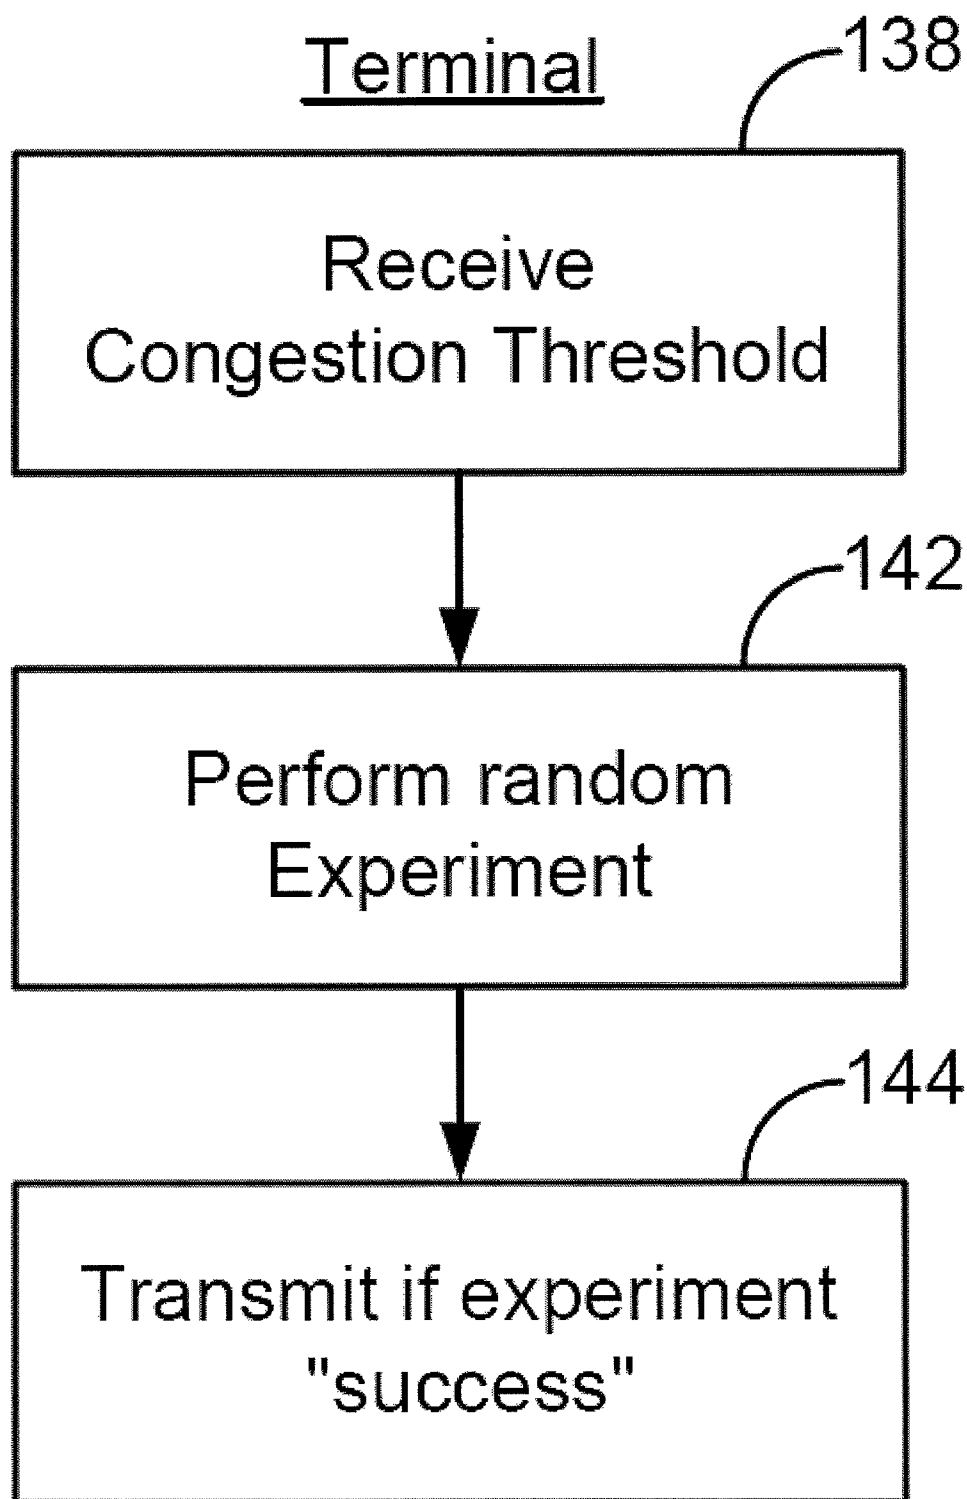 Terminal
138
Receive
Congestion Threshold
142
Perform random
Experiment
144
Transmit if experiment
"success"